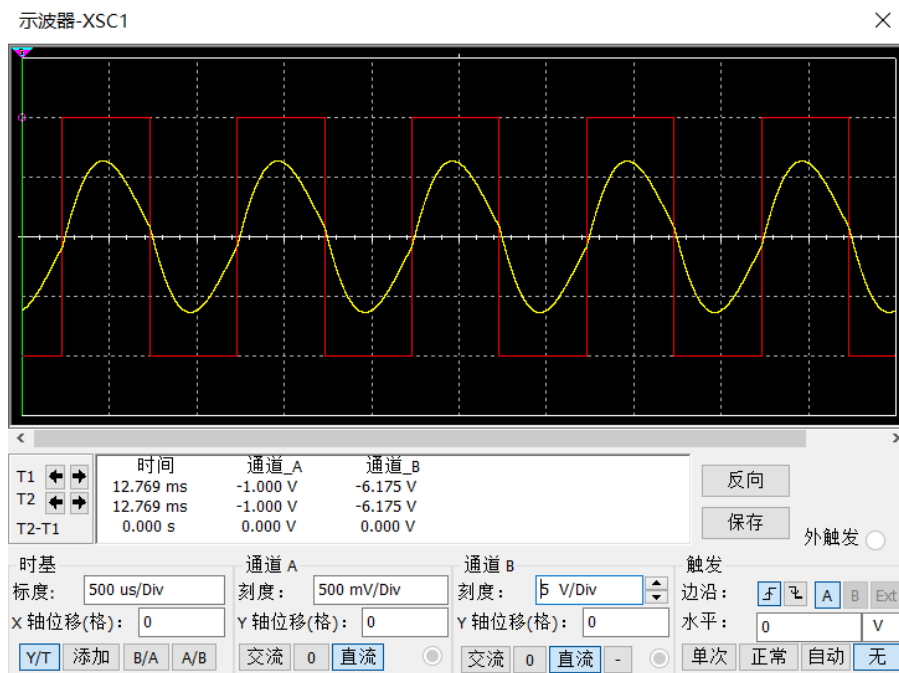 示波器-XSC1
时间 通道_A 通道_B
T1 12.769 ms -1.000 V -6.175 V
T2 12.769 ms -1.000 V -6.175 V
T2-T1 0.000 s 0.000 V 0.000 V
反向
保存
外触发
时基
标度: 500 us/Div
X 轴位移(格): 0
Y/T 添加 B/A A/B
通道 A
刻度: 500 mV/Div
Y 轴位移(格): 0
交流 0 直流
通道 B
刻度: 5 V/Div
Y 轴位移(格): 0
交流 0 直流 -
触发
边沿: A B Ext
水平: 0 V
单次 正常 自动 无